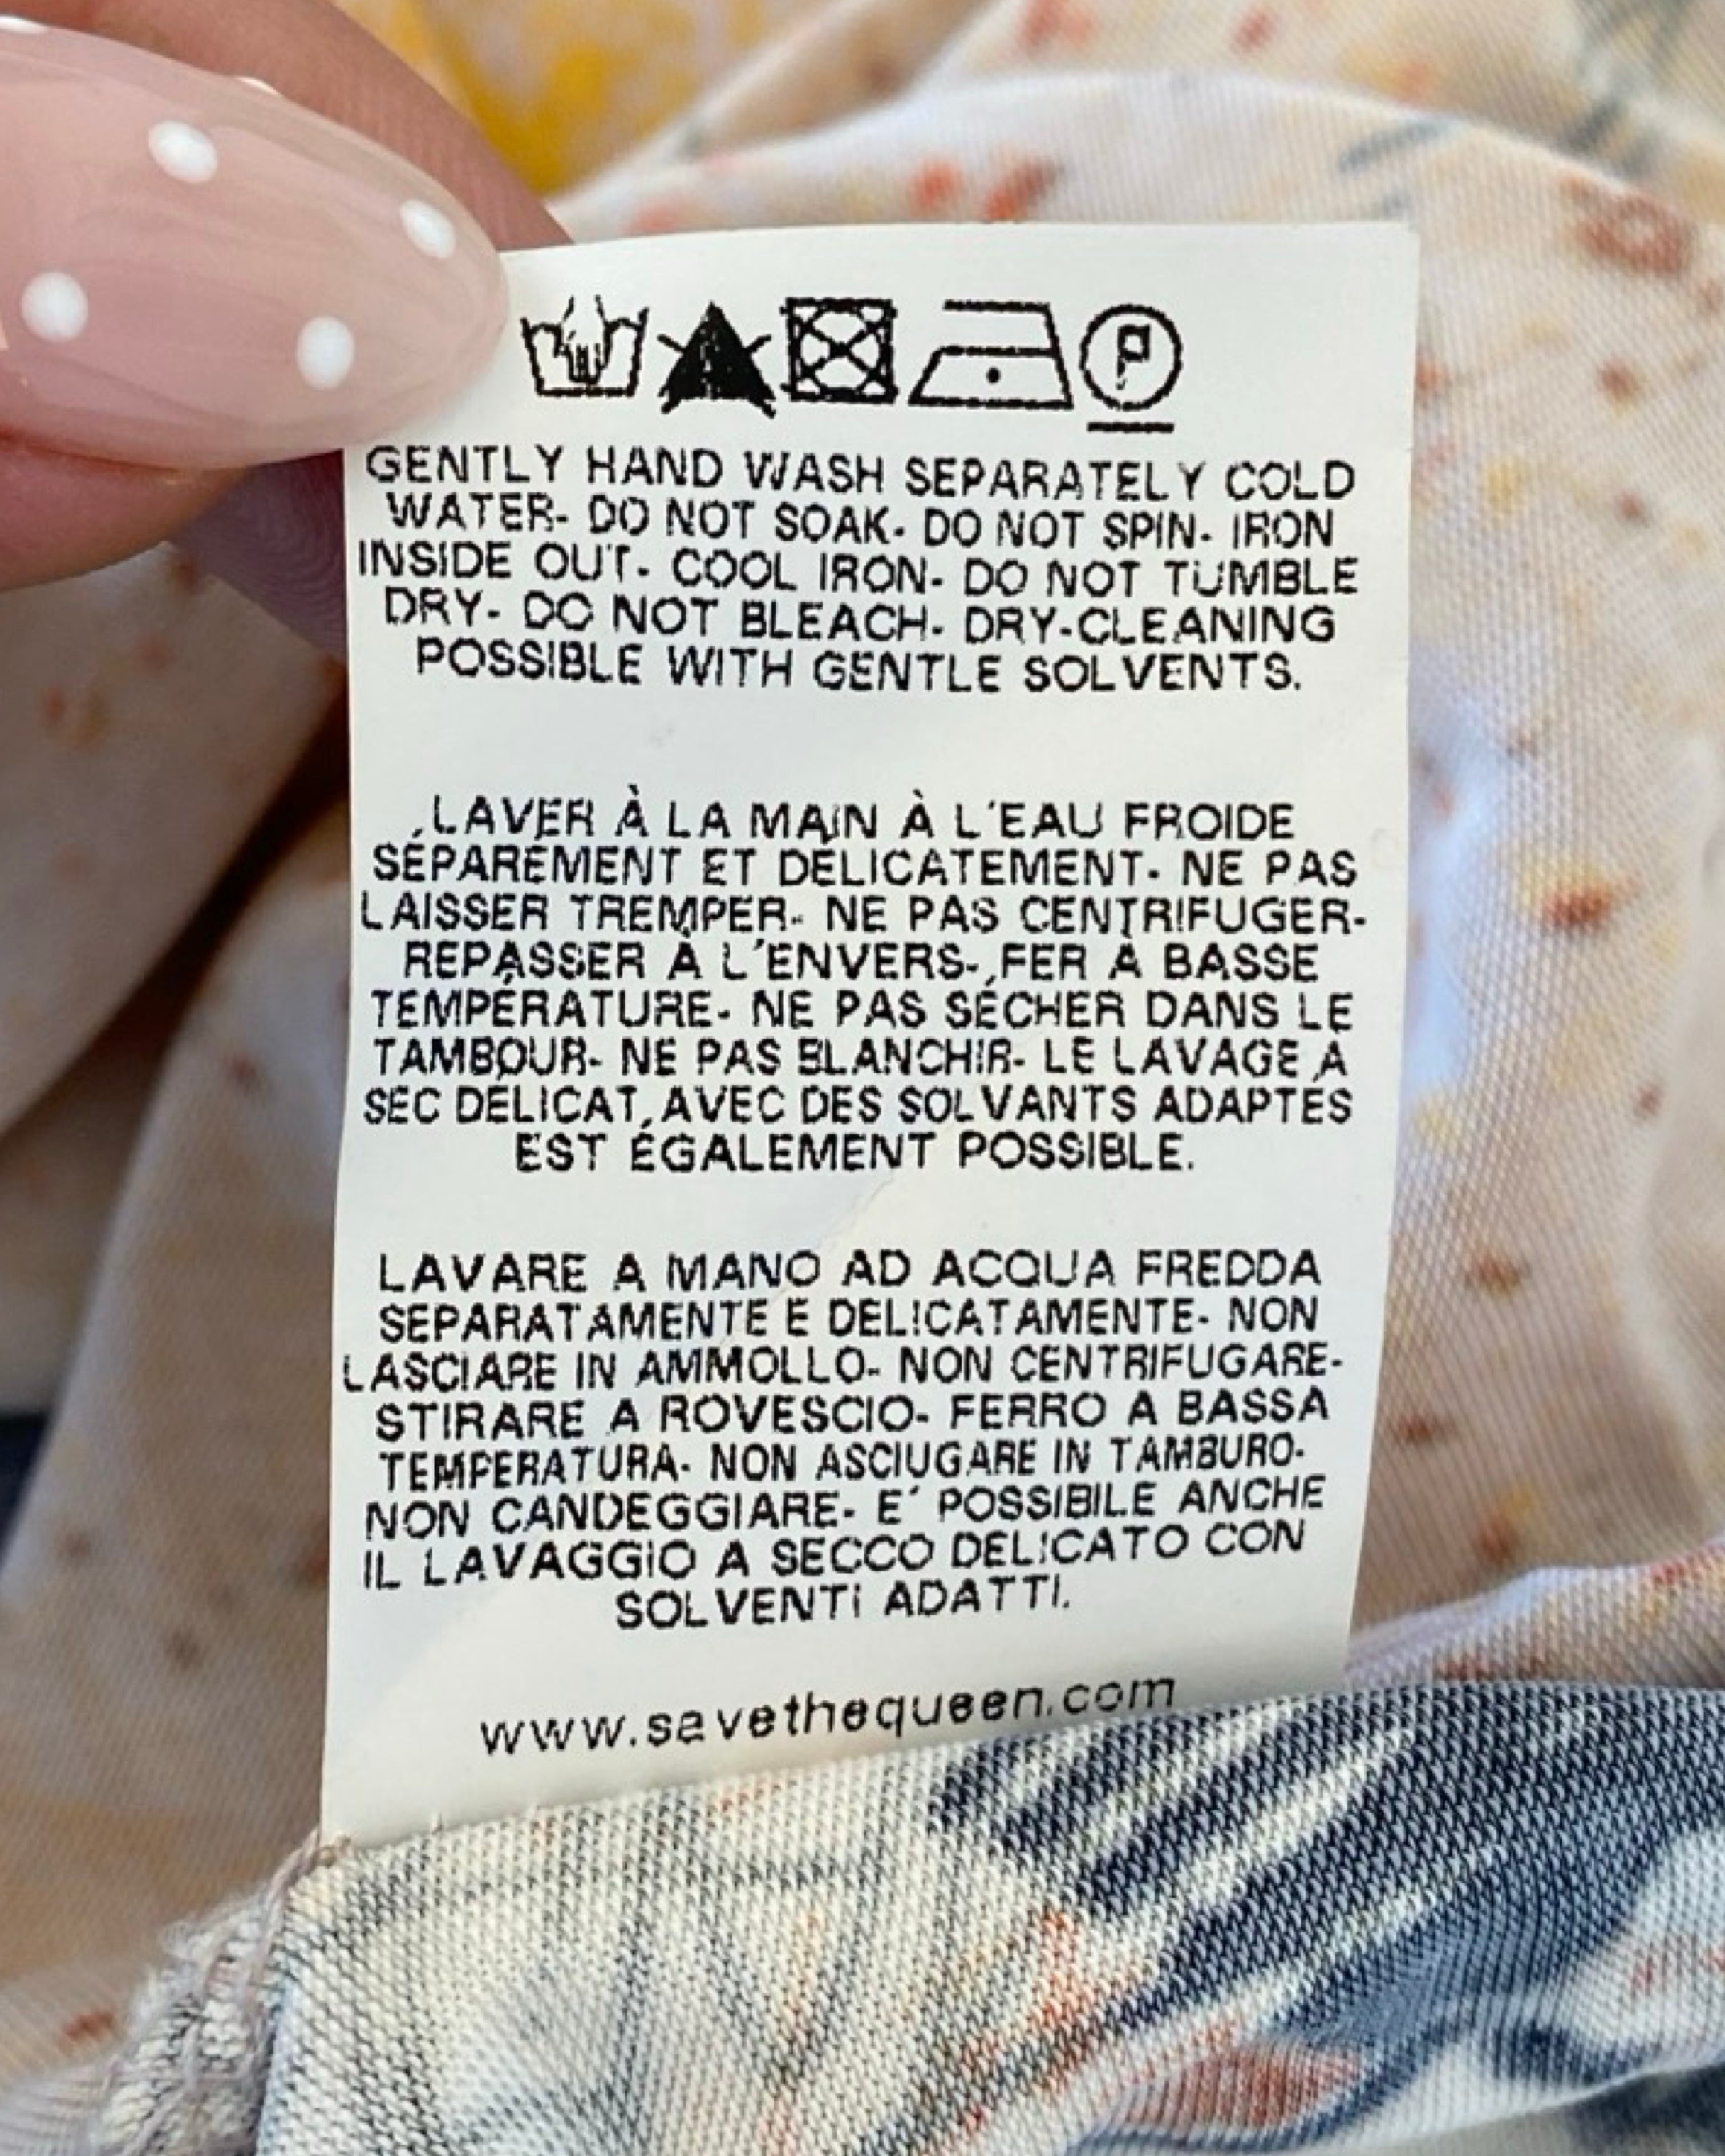 P
GENTLY HAND WASH SEPARATELY COLD
WATER- DO NOT SOAK- DO NOT SPIN- IRON
INSIDE OUT- COOL IRON- DO NOT TUMBLE
DRY- DO NOT BLEACH- DRY-CLEANING
POSSIBLE WITH GENTLE SOLVENTS.
LAVER À LA MAIN À L'EAU FROIDE
SÉPARÉMENT ET DÉLICATEMENT- NE PAS
LAISSER TREMPER- NE PAS CENTRIFUGER-
REPASSER À L'ENVERS- FER À BASSE
TEMPÉRATURE- NE PAS SÉCHER DANS LE
TAMBOUR- NE PAS BLANCHIR- LE LAVAGE À
SEC DÉLICAT, AVEC DES SOLVANTS ADAPTÉS
EST ÉGALEMENT POSSIBLE.
LAVARE A MANO AD ACQUA FREDDA
SEPARATAMENTE E DELICATAMENTE- NON
LASCIARE IN AMMOLLO- NON CENTRIFUGARE-
STIRARE A ROVESCIO- FERRO A BASSA
TEMPERATURA- NON ASCIUGARE IN TAMBURO-
NON CANDEGGIARE- E' POSSIBILE ANCHE
IL LAVAGGIO A SECCO DELICATO CON
SOLVENTI ADATTI.
www.savethequeen.com